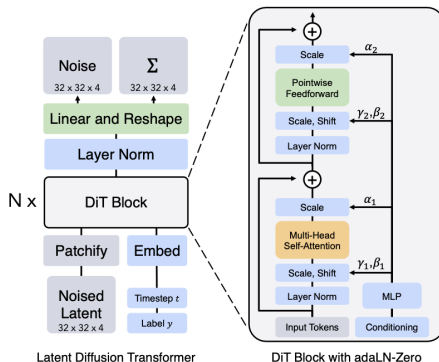 Noise
32 x 32 x 4
Σ
32 x 32 x 4
Linear and Reshape
Layer Norm
N x
DiT Block
Patchify
Embed
Noised
Latent
32 x 32 x 4
Timestep t
Label y
Latent Diffusion Transformer
+
Scale
α₂
Pointwise
Feedforward
Scale, Shift
γ₂,β₂
Layer Norm
+
Scale
α₁
Multi-Head
Self-Attention
Scale, Shift
γ₁,β₁
Layer Norm
MLP
Input Tokens
Conditioning
DiT Block with adaLN-Zero